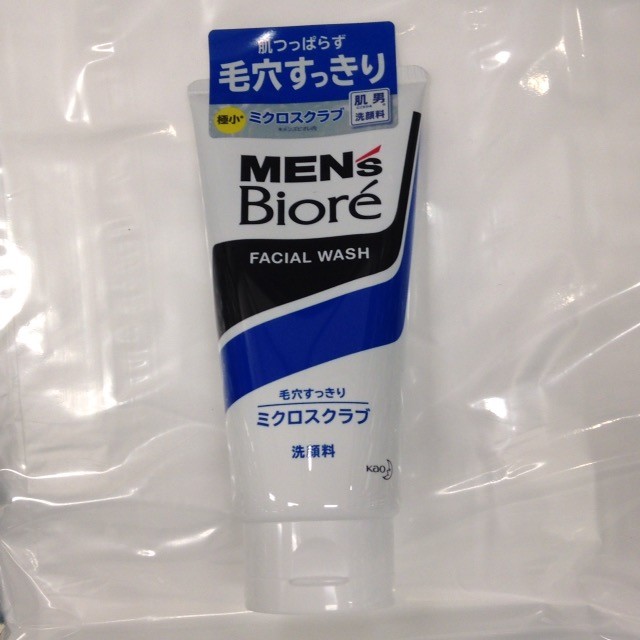 肌つっぱらず
毛穴すっきり
極小*
ミクロスクラブ
肌 男
洗顔料
MEN's
Bioré
FACIAL WASH
毛穴すっきり
ミクロスクラブ
洗顔料
Kao